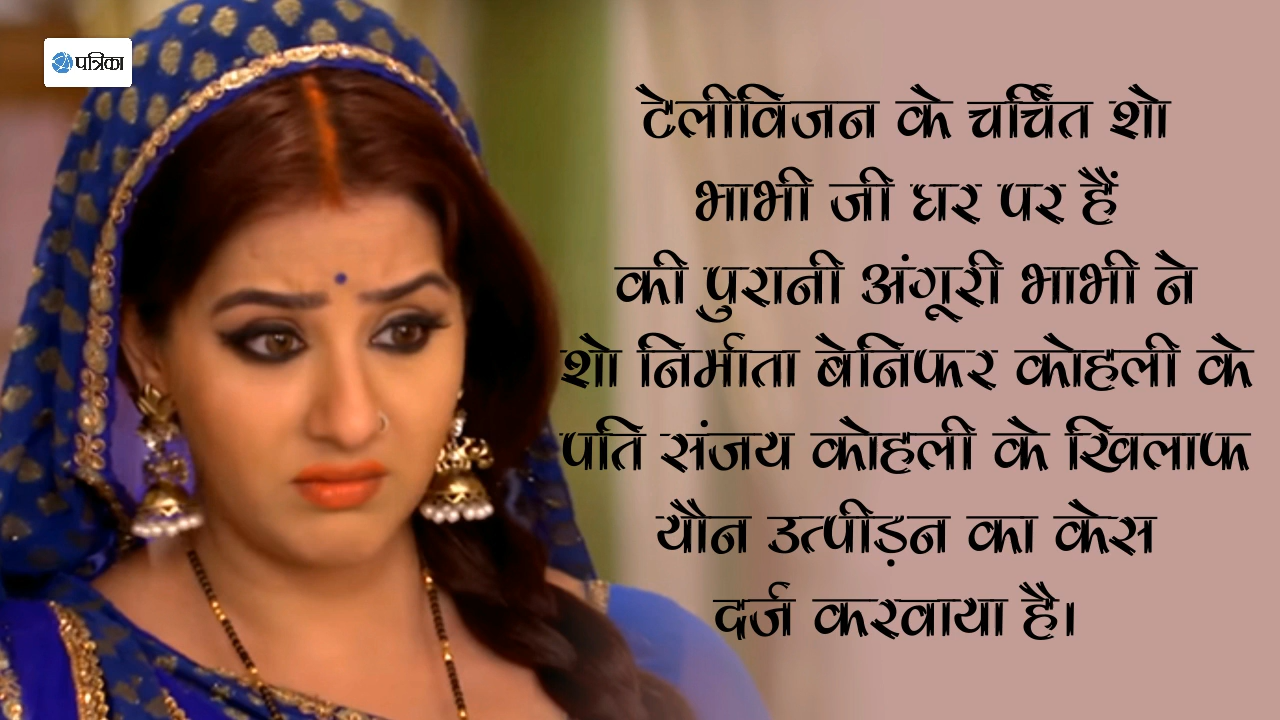 पत्रिका
टेलीविजन के चर्चित शो
भाभी जी घर पर हैं
की पुरानी अंगूरी भाभी ने
शो निर्माता बेनिफर कोहली के
पति संजय कोहली के खिलाफ
यौन उत्पीड़न का केस
दर्ज करवाया है।